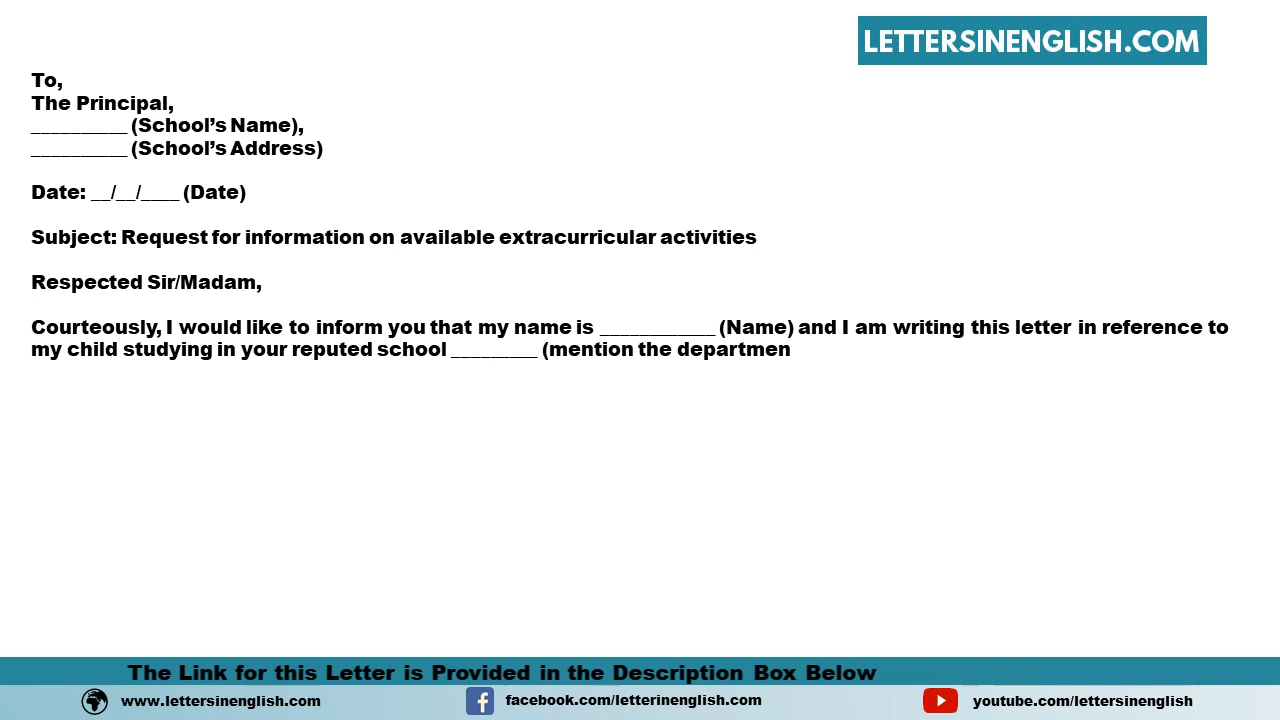 LETTERSINENGLISH.COM
To,
The Principal,
__________ (School’s Name),
__________ (School’s Address)
Date: __/__/____ (Date)
Subject: Request for information on available extracurricular activities
Respected Sir/Madam,
Courteously, I would like to inform you that my name is ____________ (Name) and I am writing this letter in reference to
my child studying in your reputed school _________ (mention the departmen
The Link for this Letter is Provided in the Description Box Below
www.lettersinenglish.com
facebook.com/letterinenglish.com
youtube.com/lettersinenglish